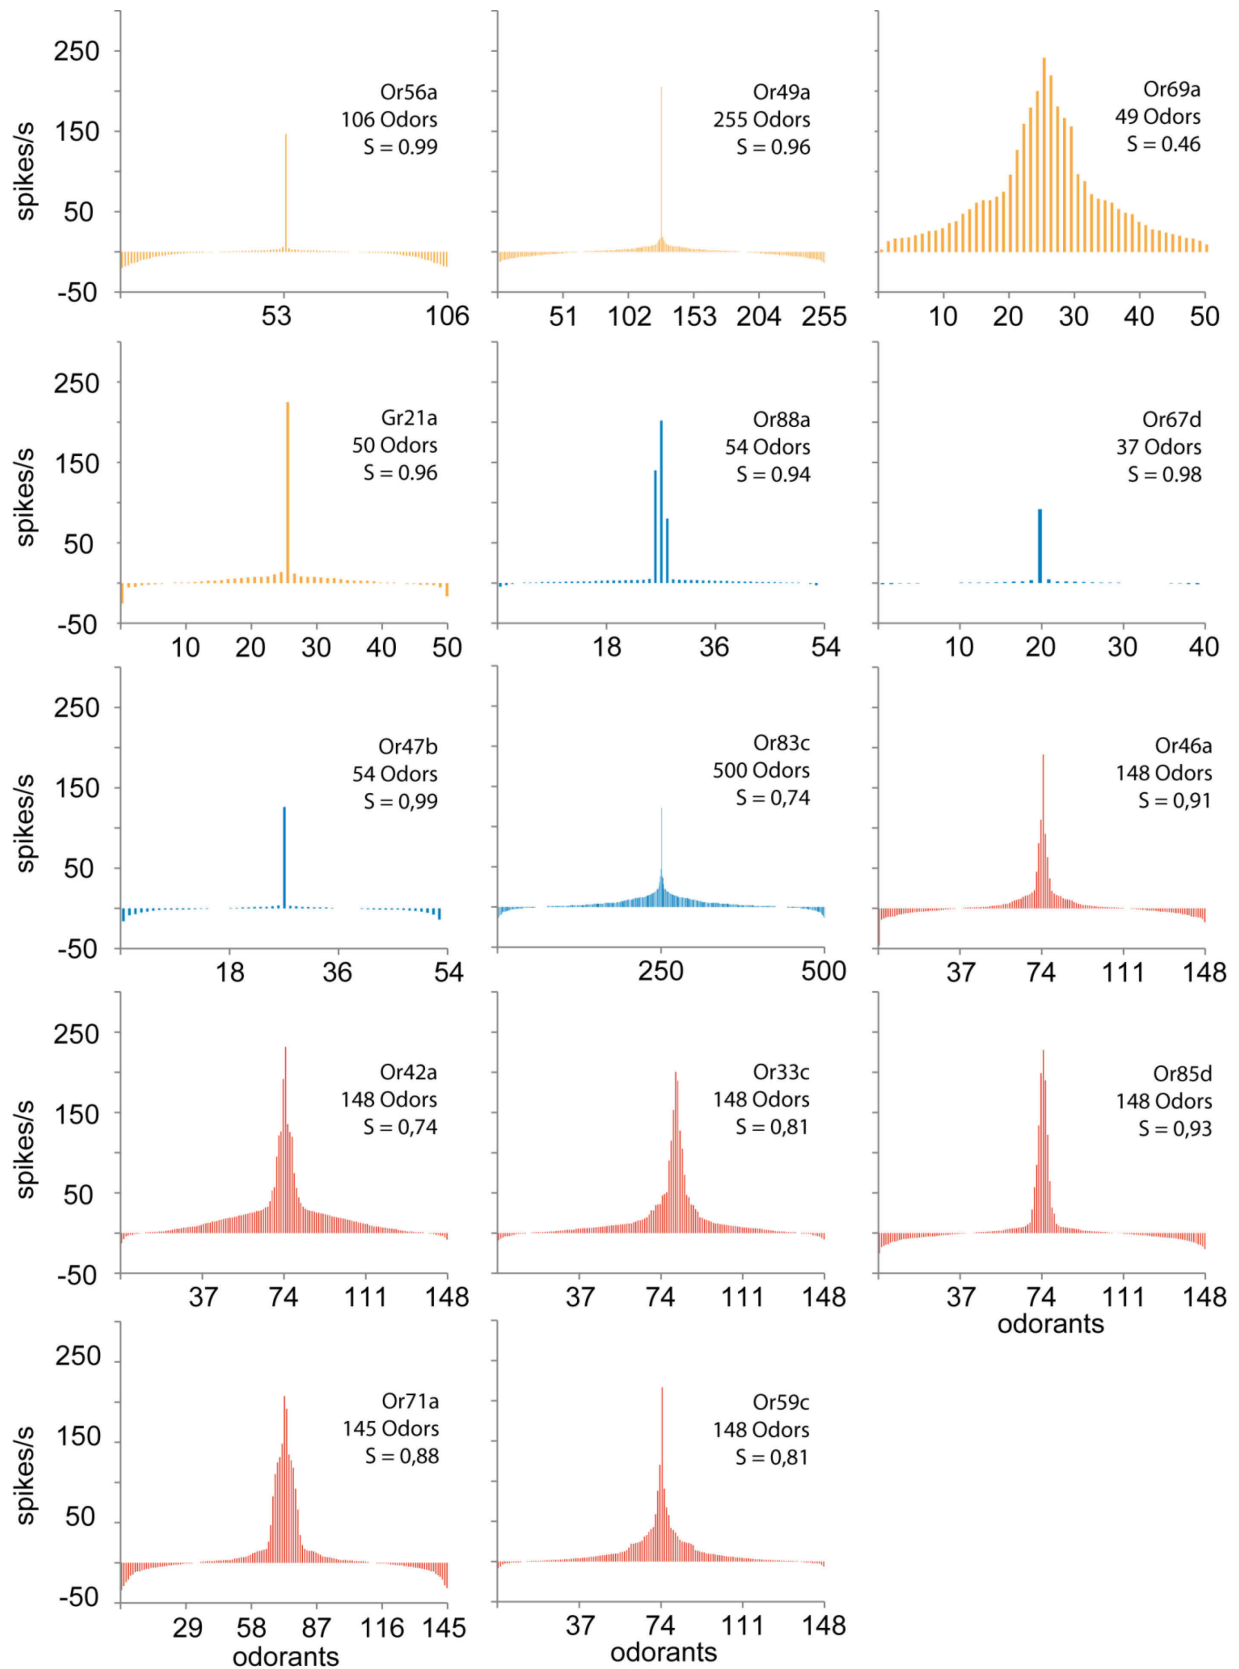 spikes/s
250
150
50
-50
Or56a
106 Odors
S = 0.99
53
106
Or49a
255 Odors
S = 0.96
51
102
153
204
255
Or69a
49 Odors
S = 0.46
10
20
30
40
50
spikes/s
250
150
50
-50
Gr21a
50 Odors
S = 0.96
10
20
30
40
50
Or88a
54 Odors
S = 0.94
18
36
54
Or67d
37 Odors
S = 0.98
10
20
30
40
spikes/s
250
150
50
-50
Or47b
54 Odors
S = 0,99
18
36
54
Or83c
500 Odors
S = 0,74
250
500
Or46a
148 Odors
S = 0,91
37
74
111
148
spikes/s
250
150
50
-50
Or42a
148 Odors
S = 0,74
37
74
111
148
Or33c
148 Odors
S = 0,81
37
74
111
148
Or85d
148 Odors
S = 0,93
37
74
111
148
odorants
spikes/s
250
150
50
-50
Or71a
145 Odors
S = 0,88
29
58
87
116
145
odorants
Or59c
148 Odors
S = 0,81
37
74
111
148
odorants